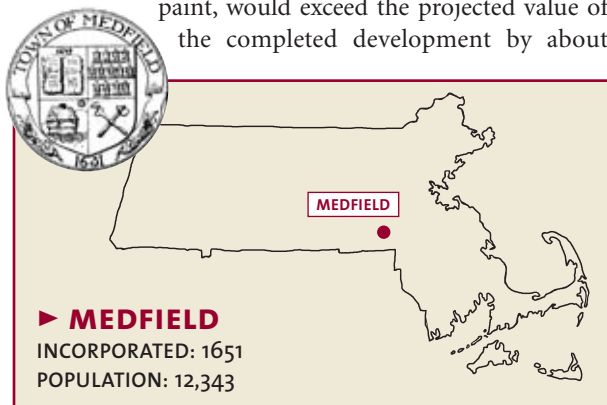 paint, would exceed the projected value of
the completed development by about
TOWN OF MEDFIELD
1651
MEDFIELD
► MEDFIELD
INCORPORATED: 1651
POPULATION: 12,343